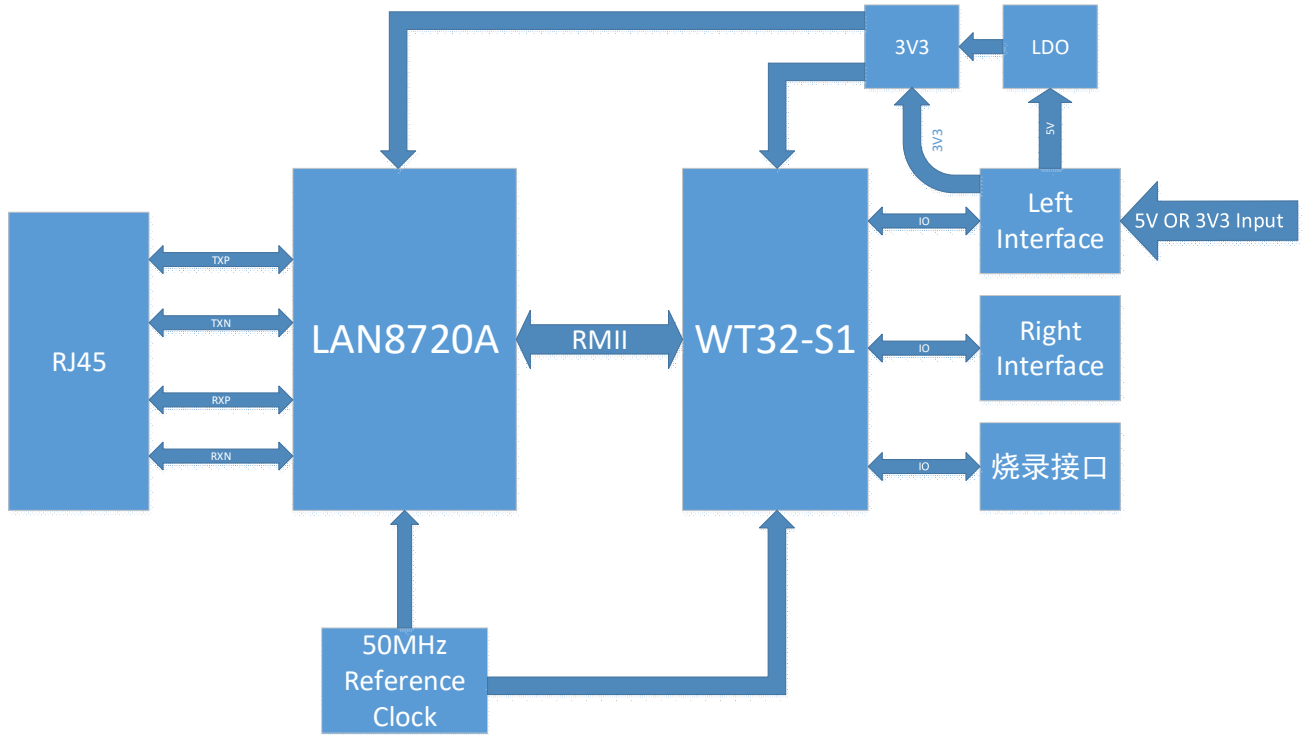 3V3
LDO
3V3
5V
Left
Interface
5V OR 3V3 Input
IO
RJ45
TXP
TXN
RXP
RXN
LAN8720A
RMII
WT32-S1
IO
Right
Interface
IO
烧录接口
50MHz
Reference
Clock